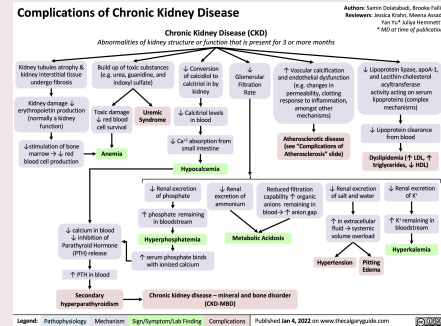 Complications of Chronic Kidney Disease
Authors: Samin Dolatabadi, Brooke Fallis
Reviewers: Jessica Krahn, Meena Assad
Yan Yu* Juliya Hemmett*
* MD at time of publication
Chronic Kidney Disease (CKD)
Abnormalities of kidney structure or function that is present for 3 or more months
Kidney tubules atrophy &
kidney interstitial tissue
undergo fibrosis
Build up of toxic substances
(e.g. urea, guanidine, and
indoxyl sulfate)
↓ Conversion
of calcidiol to
calcitriol in by
kidney
↓
Glomerular
Filtration
Rate
↑ Vascular calcification
and endothelial dysfunction
(e.g. changes in
permeability, clotting
response to inflammation,
amongst other
mechanisms)
↓ Lipoprotein lipase, apoA-1,
and Lecithin-cholesterol
acyltransferase
activity acting on serum
lipoproteins (complex
mechanisms)
Kidney damage ↓
erythropoietin production
(normally a kidney
function)
Toxic damage
↓ red blood
cell survival
Uremic
Syndrome
↓ Calcitriol levels
in blood
↓stimulation of bone
marrow → ↓ red
blood cell production
Anemia
↓ Ca⁺² absorption from
small intestine
Atherosclerotic disease
(see "Complications of
Atherosclerosis" slide)
↓ Lipoprotein clearance
from blood
Dyslipidemia (↑ LDL, ↑
triglycerides, ↓ HDL)
Hypocalcemia
↓ Renal excretion
of phosphate
↓ Renal
excretion of
ammonium
Reduced filtration
capability ↑ organic
anions remaining in
blood→ ↑ anion gap
↓ Renal excretion
of salt and water
↓ Renal excretion
of K⁺
↑ phosphate remaining
in bloodstream
↑ in extracellular
fluid → systemic
volume overload
↑ K⁺ remaining in
bloodstream
↓ calcium in blood
↓ inhibition of
Parathyroid Hormone
(PTH) release
Hyperphosphatemia
Metabolic Acidosis
Hyperkalemia
↑ serum phosphate binds
with ionized calcium
Hypertension
Pitting
Edema
↑ PTH in blood
Secondary
hyperparathyroidism
Chronic kidney disease – mineral and bone disorder
(CKD-MBD)
Legend: Pathophysiology Mechanism Sign/Symptom/Lab Finding Complications Published Jan 4, 2022 on www.thecalgaryguide.com